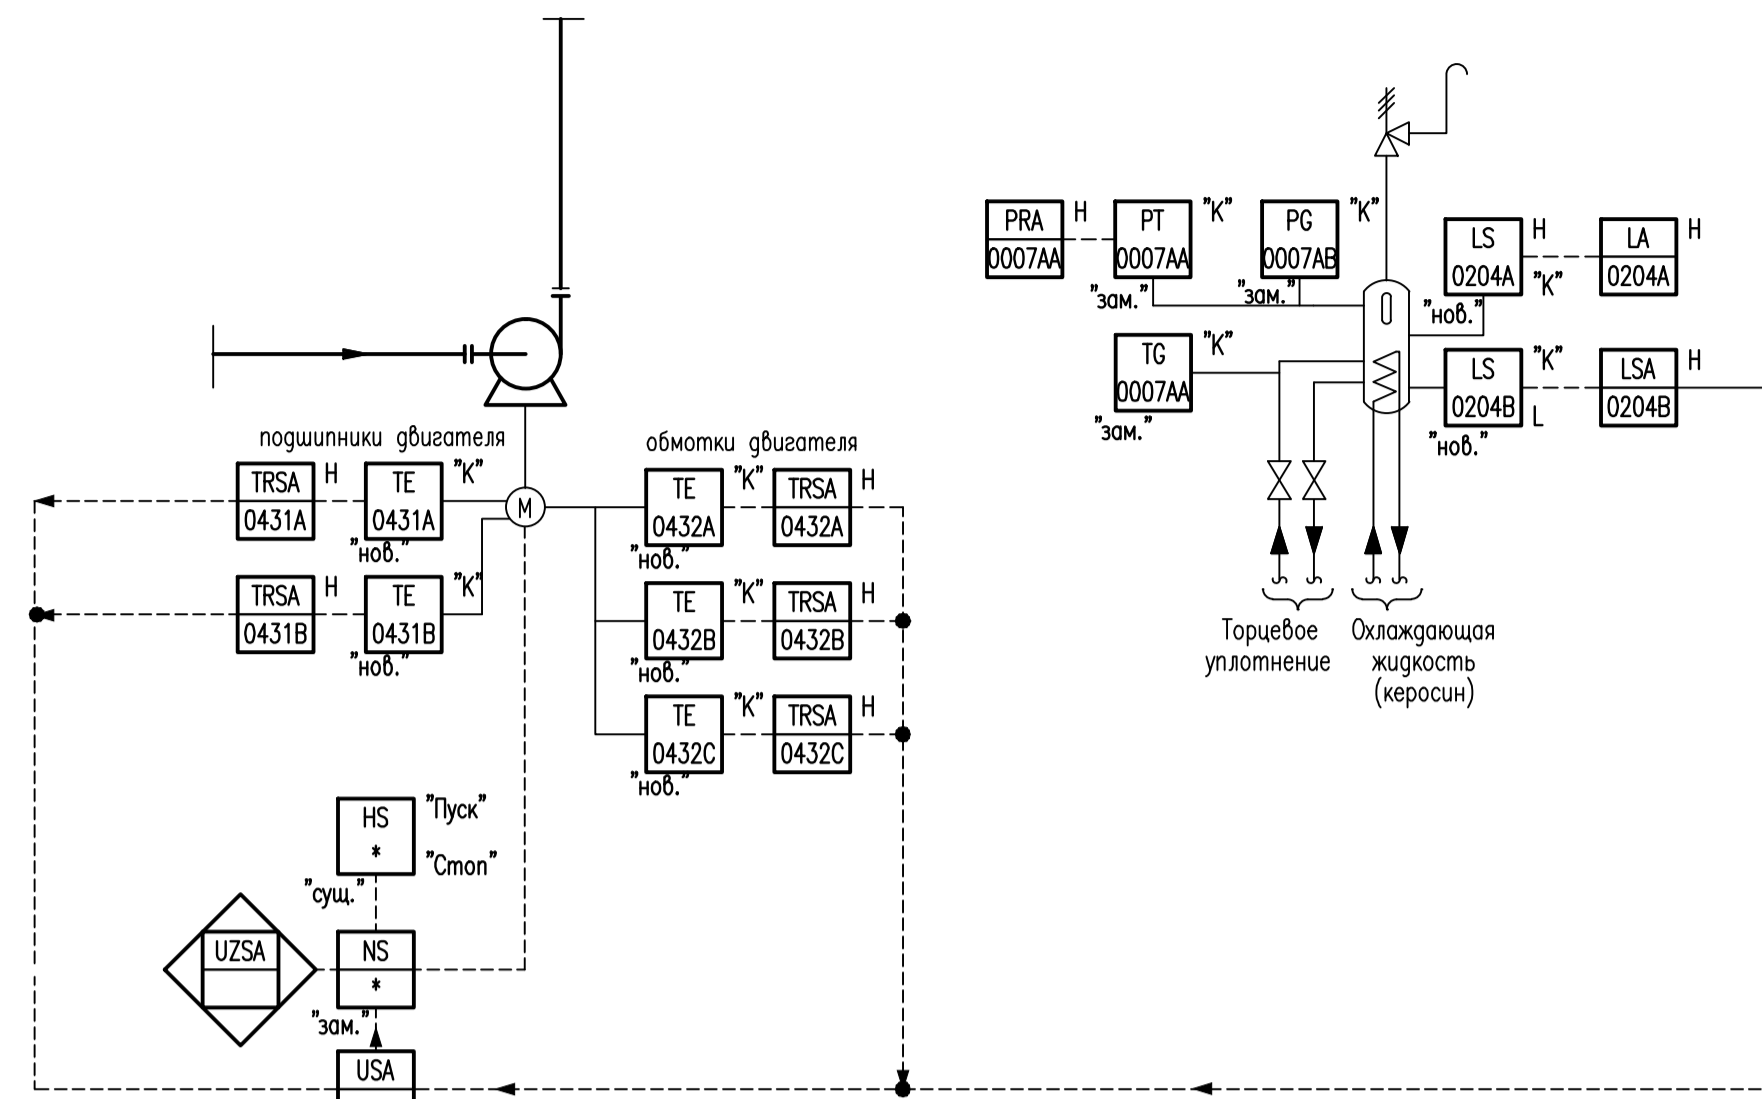 PRA
0007AA
H
PT
0007AA
"К"
"зам."
PG
0007AB
"К"
"зам."
LS
0204A
H
"К"
"нов."
LA
0204A
H
TG
0007AA
"К"
"зам."
LS
0204B
"К"
L
"нов."
LSA
0204B
H
подшипники двигателя
обмотки двигателя
TRSA
0431A
H
TE
0431A
"К"
"нов."
M
TE
0432A
"К"
"нов."
TRSA
0432A
H
TRSA
0431B
H
TE
0431B
"К"
"нов."
TE
0432B
"К"
"нов."
TRSA
0432B
H
TE
0432C
"К"
"нов."
TRSA
0432C
H
Торцевое
уплотнение
Охлаждающая
жидкость
(керосин)
HS
*
"Пуск"
"Стоп"
"сущ."
UZSA
NS
*
"зам."
USA